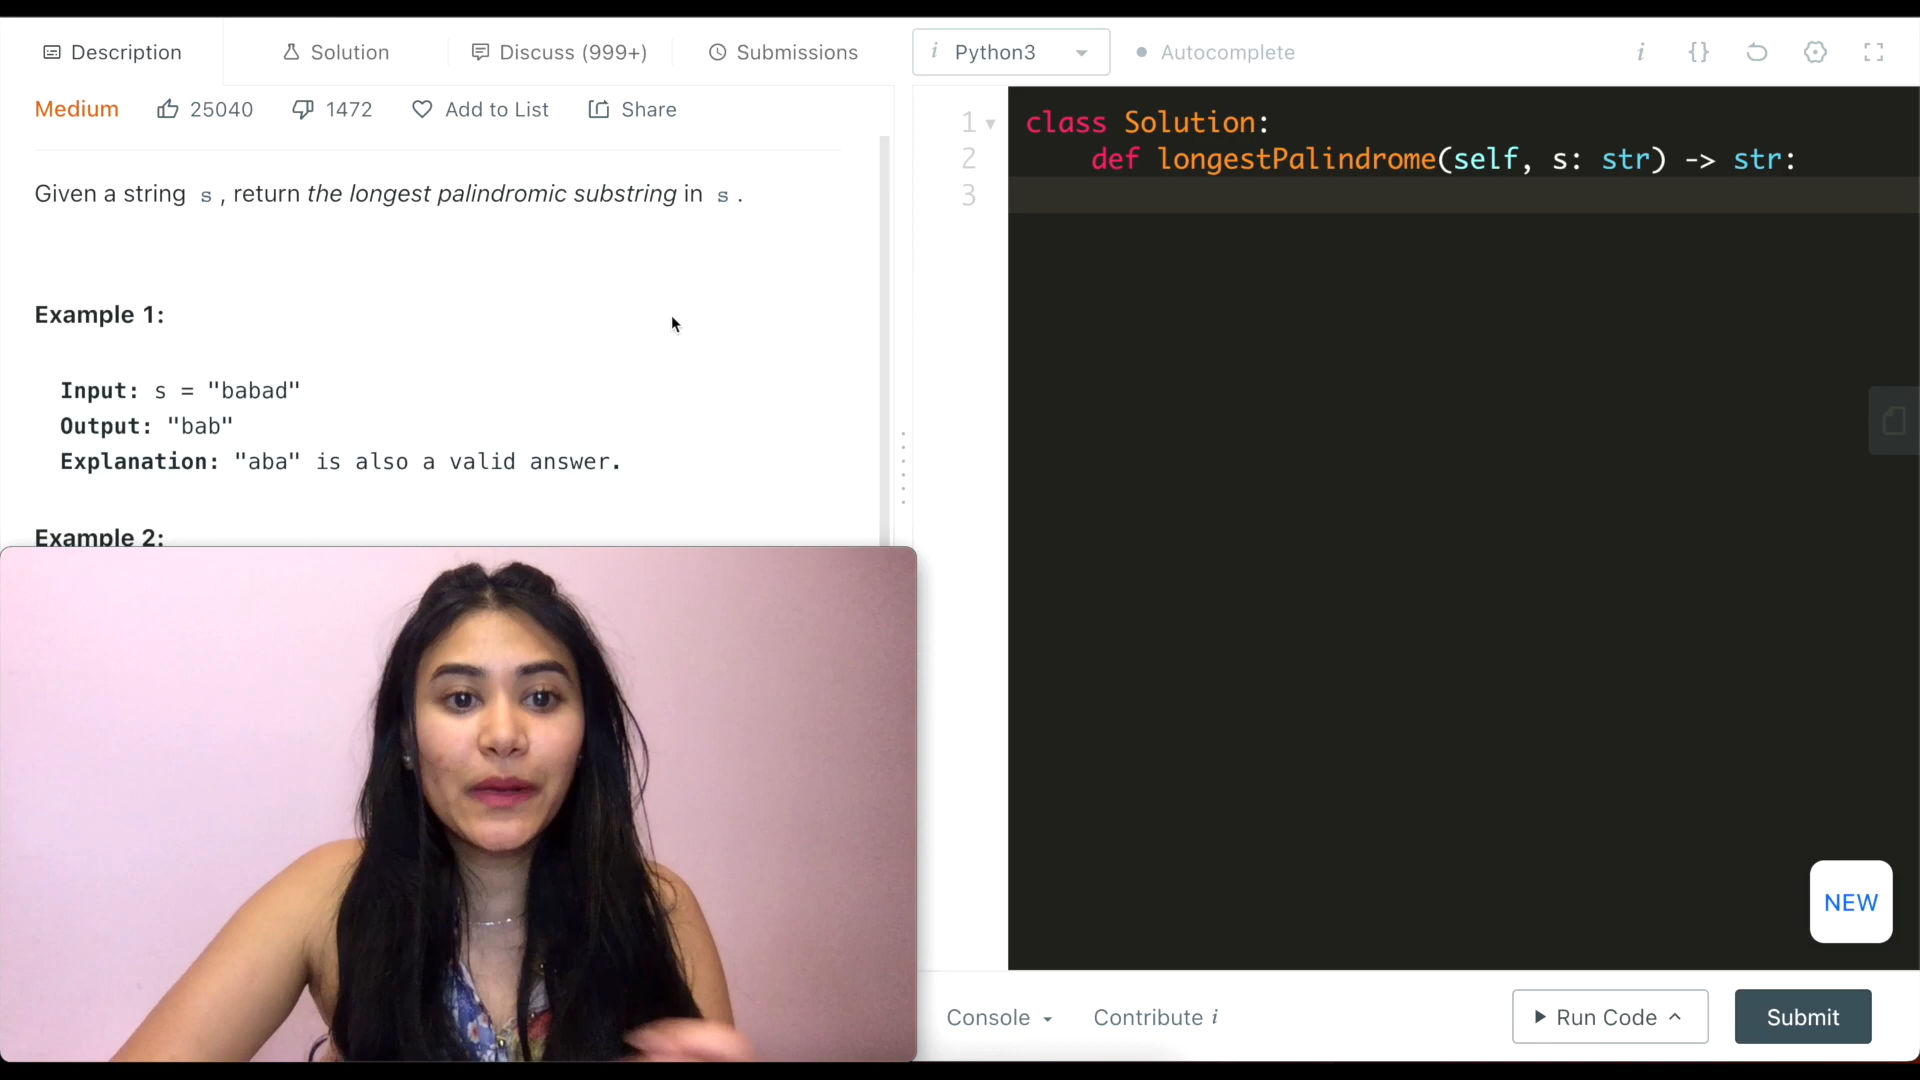 Description
Solution
Discuss (999+)
Submissions
i Python3
Autocomplete
i {}
Medium 25040 1472 Add to List Share
Given a string s , return the longest palindromic substring in s .
Example 1:
Input: s = "babad"
Output: "bab"
Explanation: "aba" is also a valid answer.
Example 2:
1 class Solution:
2 def longestPalindrome(self, s: str) -> str:
3
NEW
Console
Contribute i
Run Code
Submit